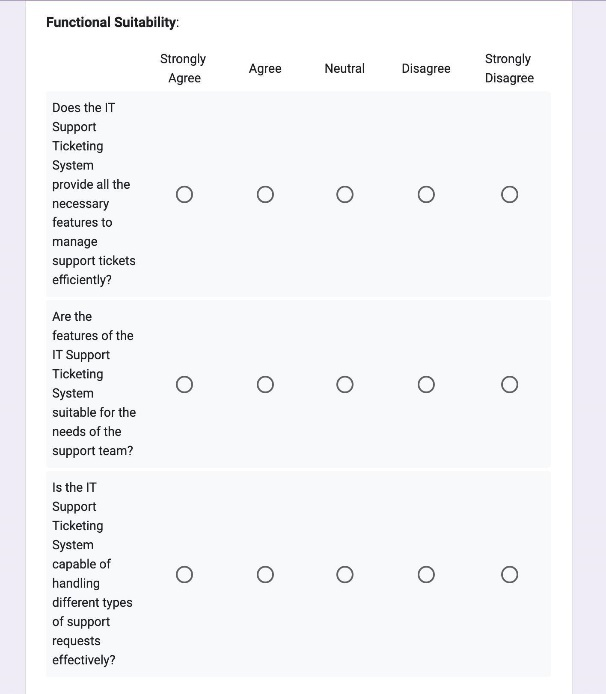 Functional Suitability:
Strongly
Agree
Agree
Neutral
Disagree
Strongly
Disagree
Does the IT
Support
Ticketing
System
provide all the
necessary
features to
manage
support tickets
efficiently?
Are the
features of the
IT Support
Ticketing
System
suitable for the
needs of the
support team?
Is the IT
Support
Ticketing
System
capable of
handling
different types
of support
requests
effectively?